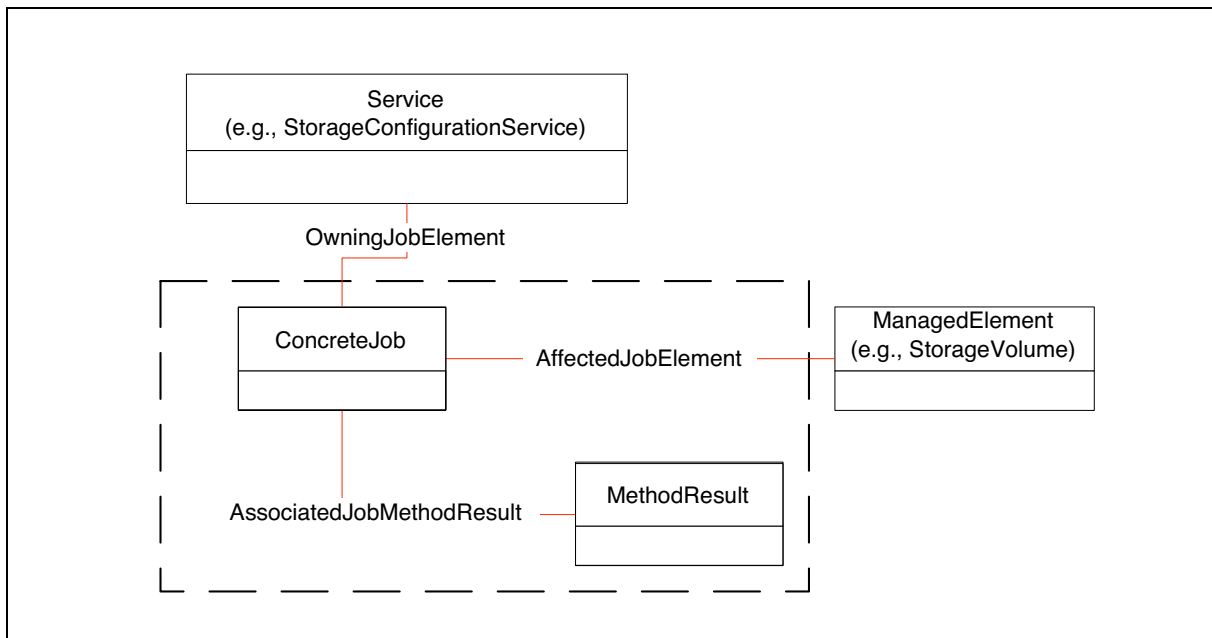 Service
(e.g., StorageConfigurationService)
OwningJobElement
ConcreteJob
AffectedJobElement
ManagedElement
(e.g., StorageVolume)
AssociatedJobMethodResult
MethodResult